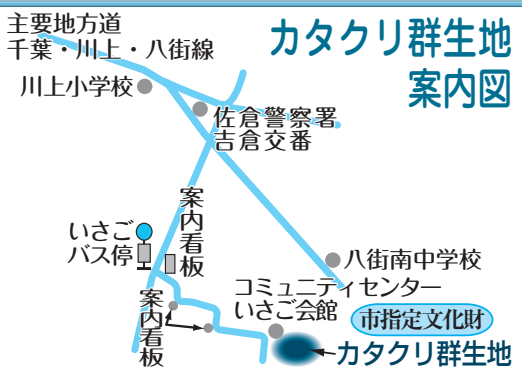 カタクリ群生地
案内図
主要地方道
千葉・川上・八街線
川上小学校
佐倉警察署
吉倉交番
案内看板
いさご
バス停
八街南中学校
コミュニティセンター
いさご会館
案内看板
市指定文化財
カタクリ群生地